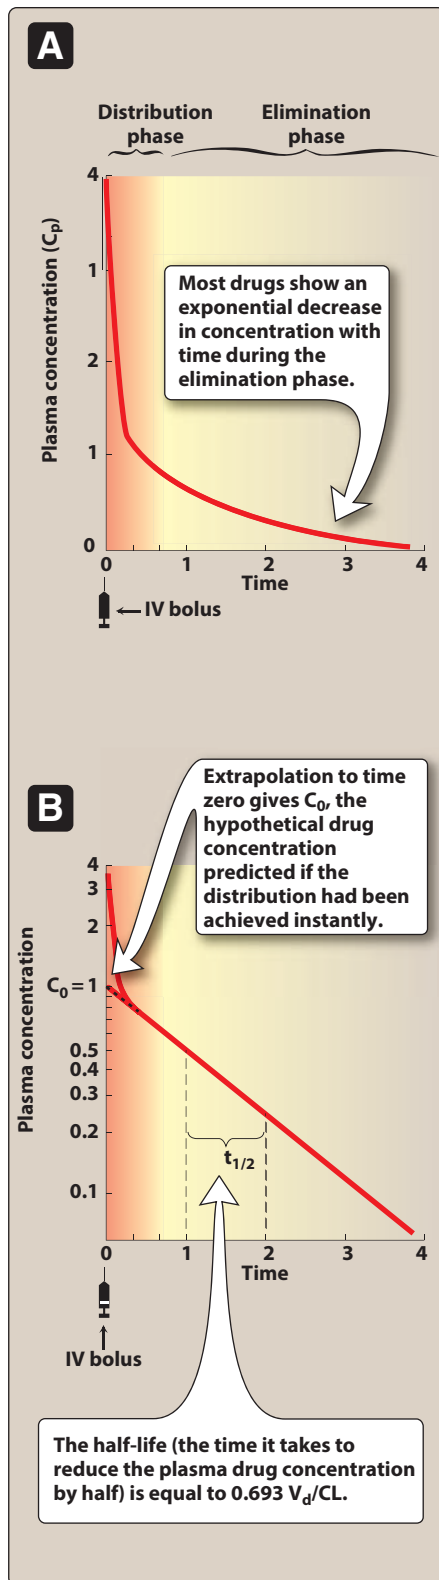 A
Distribution phase
Elimination phase
Plasma concentration (Cp)
4
1
2
1
0
Most drugs show an
exponential decrease
in concentration with
time during the
elimination phase.
0 1 2 3 4
Time
IV bolus
B
Extrapolation to time
zero gives C₀, the
hypothetical drug
concentration
predicted if the
distribution had been
achieved instantly.
Plasma concentration
4
3
2
C₀ = 1
0.5
0.4
0.3
0.2
0.1
t1/2
0 1 2 3 4
Time
IV bolus
The half-life (the time it takes to
reduce the plasma drug concentration
by half) is equal to 0.693 Vd/CL.